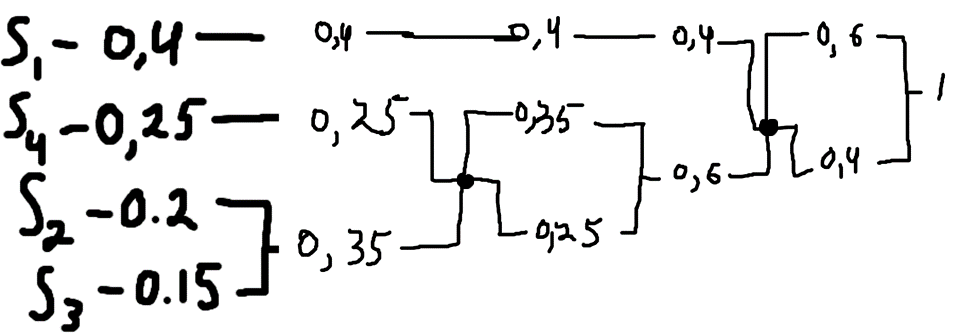 S₁ - 0,4 0,4 0,4 0,4 0,6 1
S₄ - 0,25 0,25 0,35 0,6 0,4
S₂ - 0.2 0,35 0,25
S₃ - 0.15